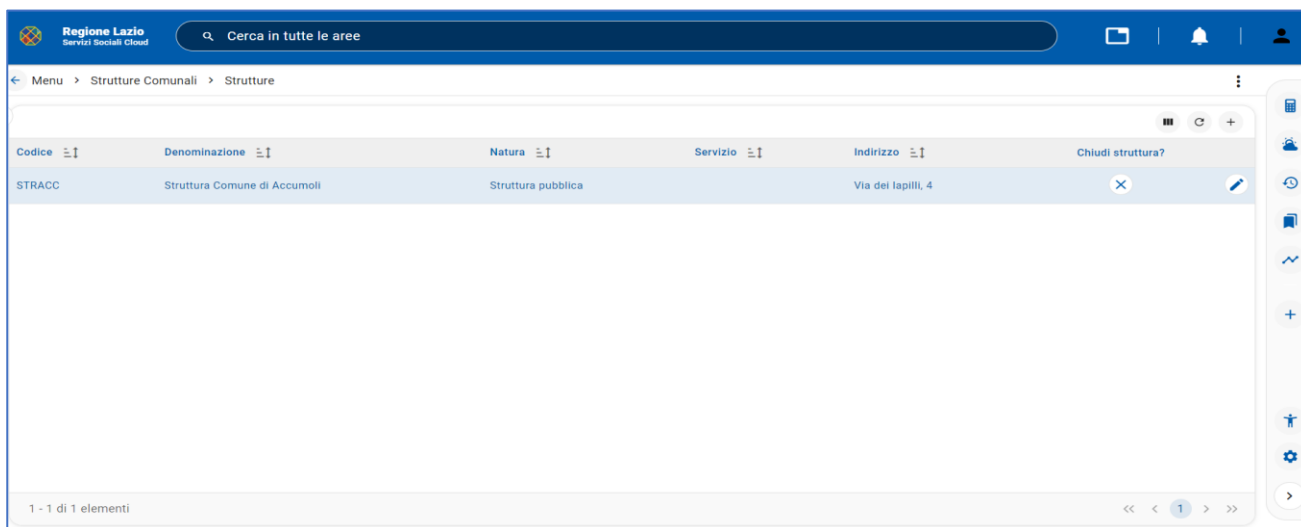 Regione Lazio
Servizi Sociali Cloud
Cerca in tutte le aree
Menu > Strutture Comunali > Strutture
Codice Denominazione Natura Servizio Indirizzo Chiudi struttura?
STRACC Struttura Comune di Accumoli Struttura pubblica Via dei lapilli, 4
1 - 1 di 1 elementi << < 1 > >>